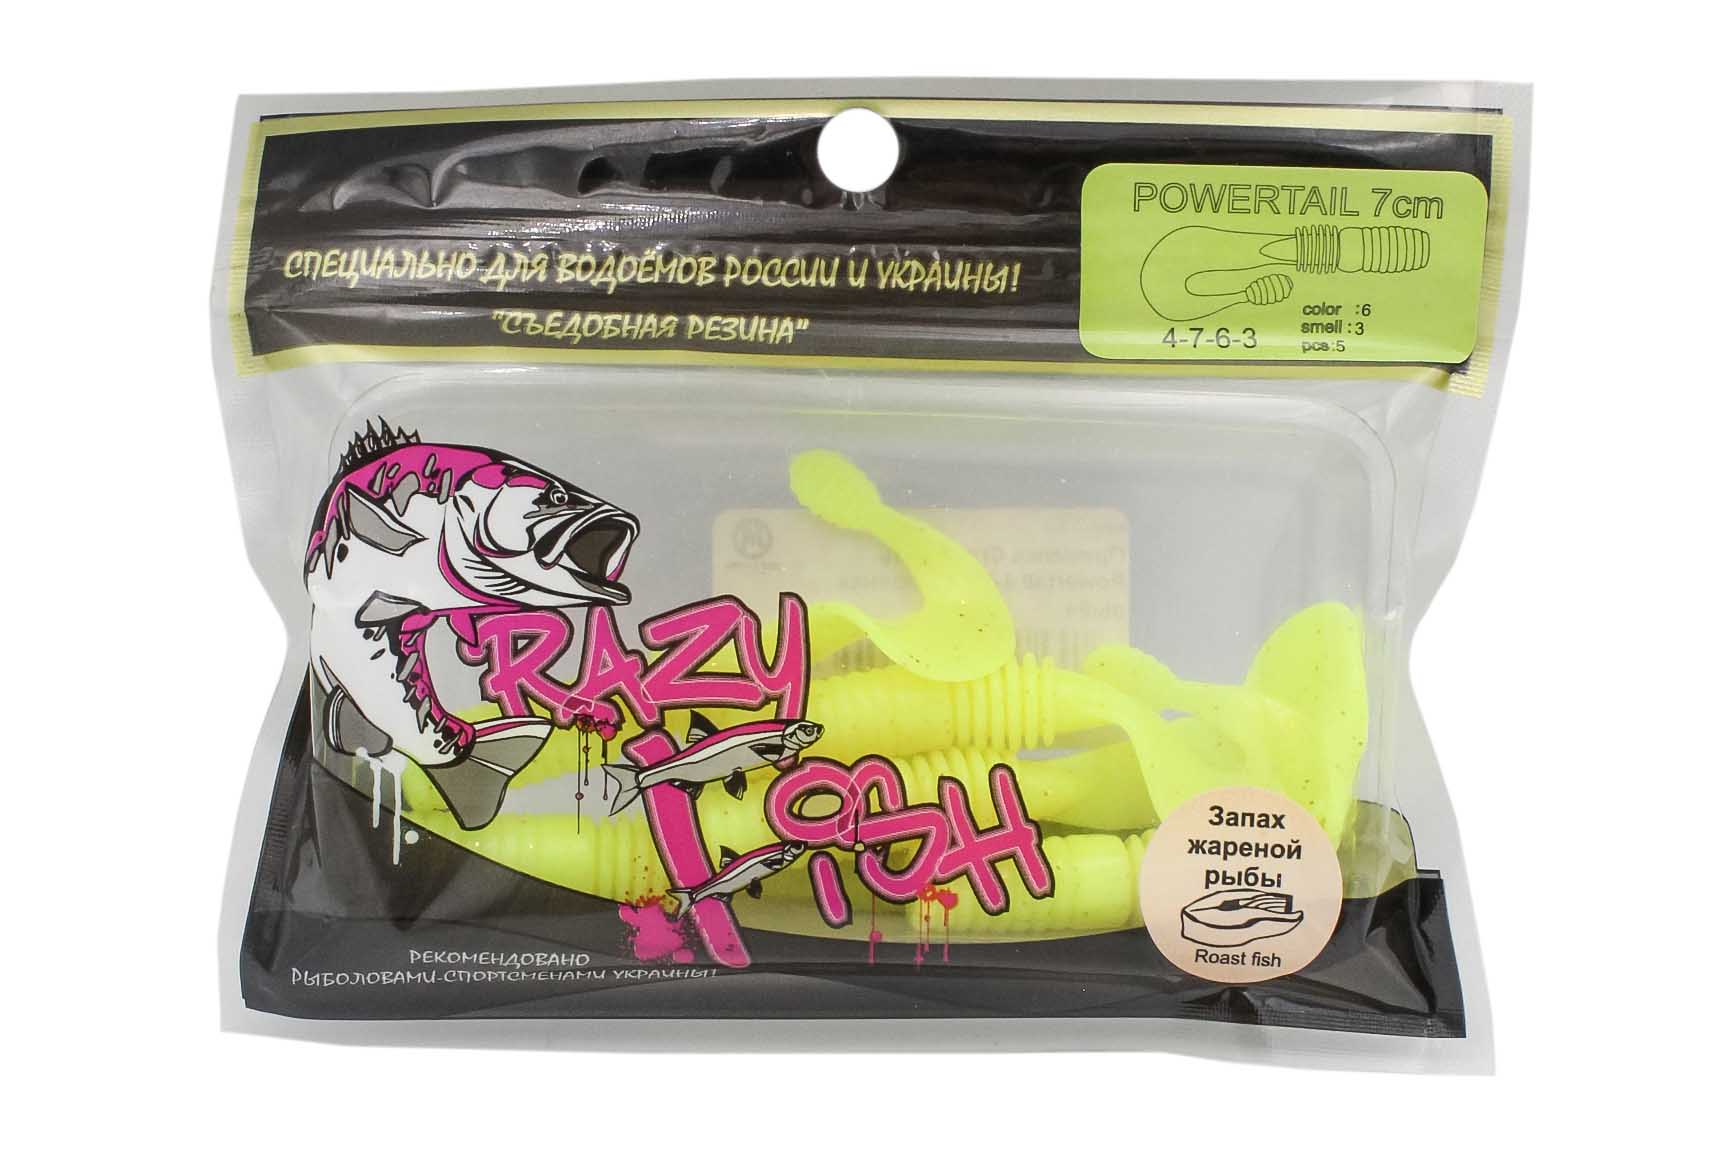 СПЕЦИАЛЬНО ДЛЯ ВОДОЁМОВ РОССИИ И УКРАИНЫ!
"СЪЕДОБНАЯ РЕЗИНА"
POWERTAIL 7cm
color :6
smell :3
pcs:5
4-7-6-3
CRAZY
FISH
Запах
жареной
рыбы
Roast fish
РЕКОМЕНДОВАНО
РЫБОЛОВАМИ-СПОРТСМЕНАМИ УКРАИНЫ!